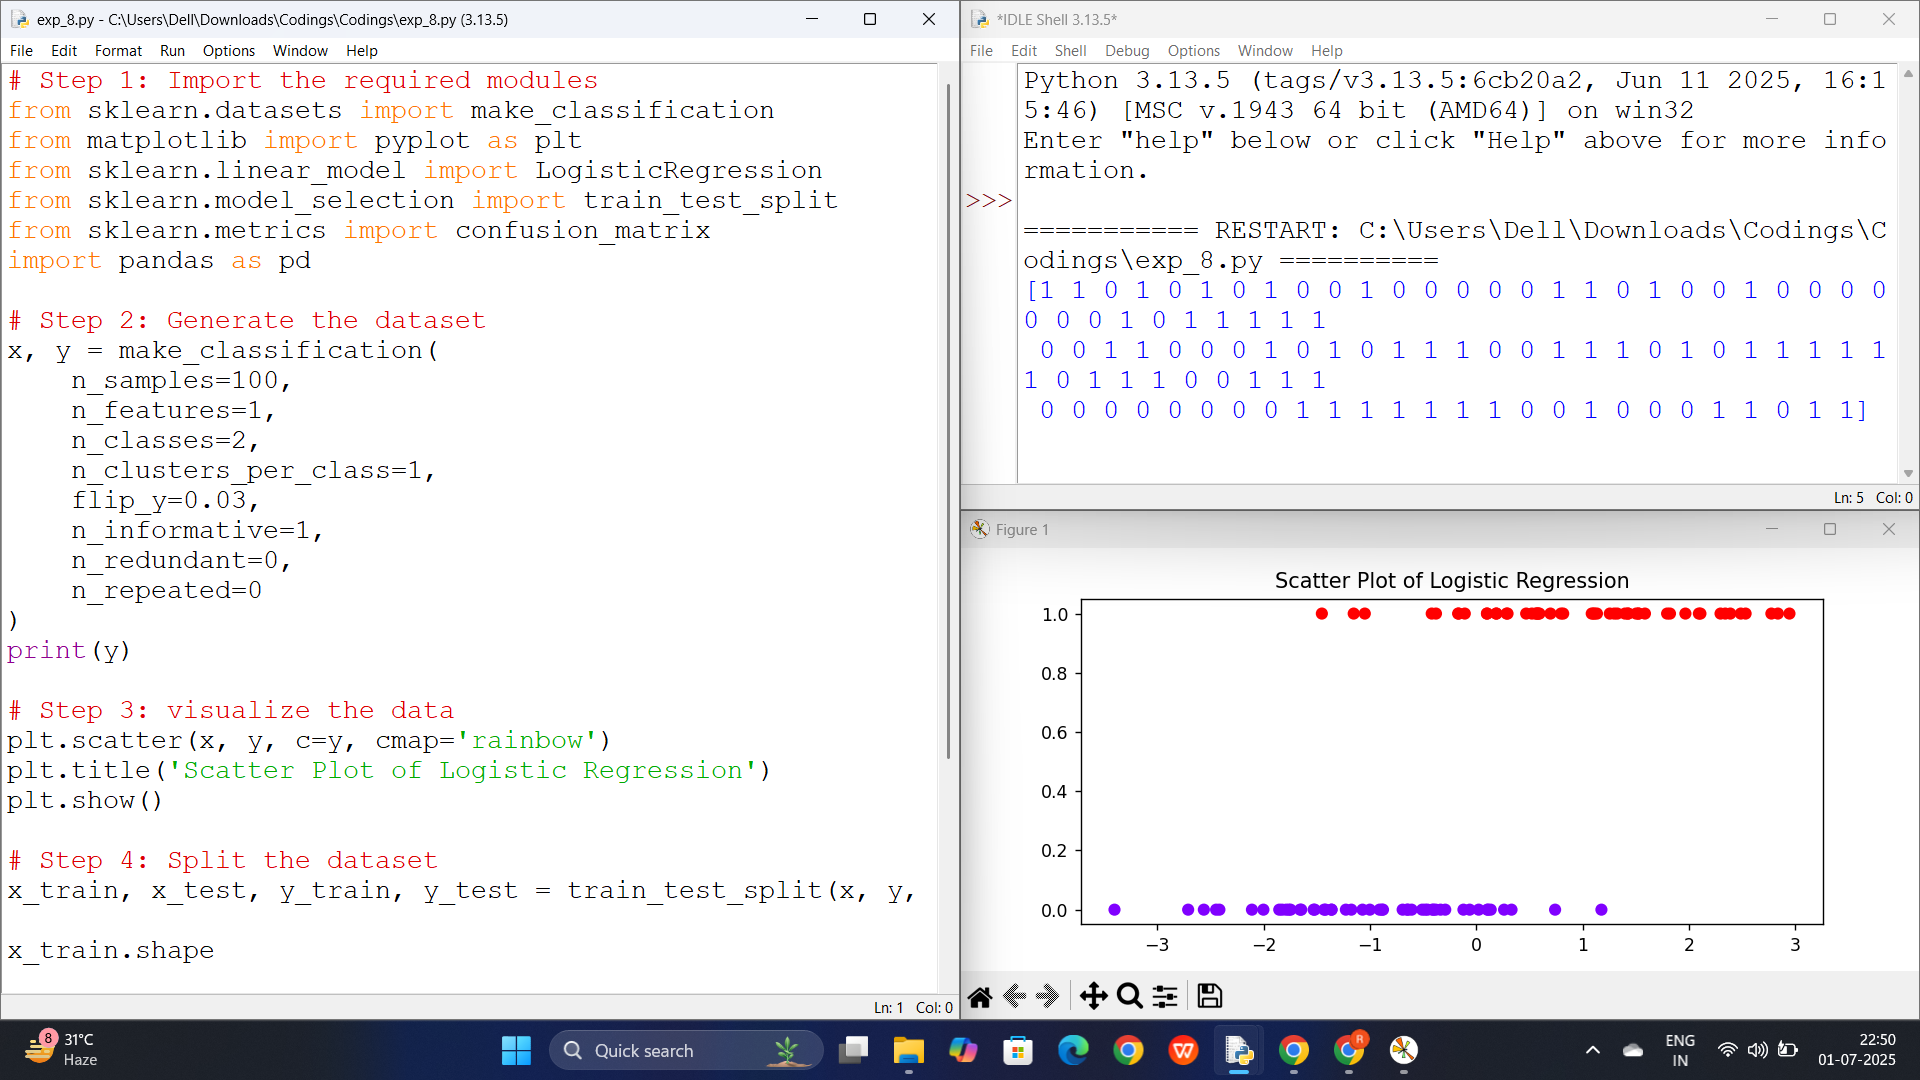 exp_8.py - C:\Users\Dell\Downloads\Codings\Codings\exp_8.py (3.13.5)
File Edit Format Run Options Window Help
# Step 1: Import the required modules
from sklearn.datasets import make_classification
from matplotlib import pyplot as plt
from sklearn.linear_model import LogisticRegression
from sklearn.model_selection import train_test_split
from sklearn.metrics import confusion_matrix
import pandas as pd
# Step 2: Generate the dataset
x, y = make_classification(
    n_samples=100,
    n_features=1,
    n_classes=2,
    n_clusters_per_class=1,
    flip_y=0.03,
    n_informative=1,
    n_redundant=0,
    n_repeated=0
)
print(y)
# Step 3: visualize the data
plt.scatter(x, y, c=y, cmap='rainbow')
plt.title('Scatter Plot of Logistic Regression')
plt.show()
# Step 4: Split the dataset
x_train, x_test, y_train, y_test = train_test_split(x, y,
x_train.shape
Ln: 1 Col: 0
*IDLE Shell 3.13.5*
File Edit Shell Debug Options Window Help
Python 3.13.5 (tags/v3.13.5:6cb20a2, Jun 11 2025, 16:1
5:46) [MSC v.1943 64 bit (AMD64)] on win32
Enter "help" below or click "Help" above for more info
rmation.
>>>
=========== RESTART: C:\Users\Dell\Downloads\Codings\C
odings\exp_8.py ==========
[1 1 0 1 0 1 0 1 0 0 1 0 0 0 0 0 1 1 0 1 0 0 1 0 0 0 0
0 0 0 1 0 1 1 1 1 1
 0 0 1 1 0 0 0 1 0 1 0 1 1 1 0 0 1 1 1 0 1 0 1 1 1 1 1
1 0 1 1 1 0 0 1 1 1
 0 0 0 0 0 0 0 0 1 1 1 1 1 1 1 0 0 1 0 0 0 1 1 0 1 1]
Ln: 5 Col: 0
Figure 1
Scatter Plot of Logistic Regression
1.0
0.8
0.6
0.4
0.2
0.0
−3 −2 −1 0 1 2 3
8 31°C
Haze
Quick search
R
ENG
IN
22:50
01-07-2025